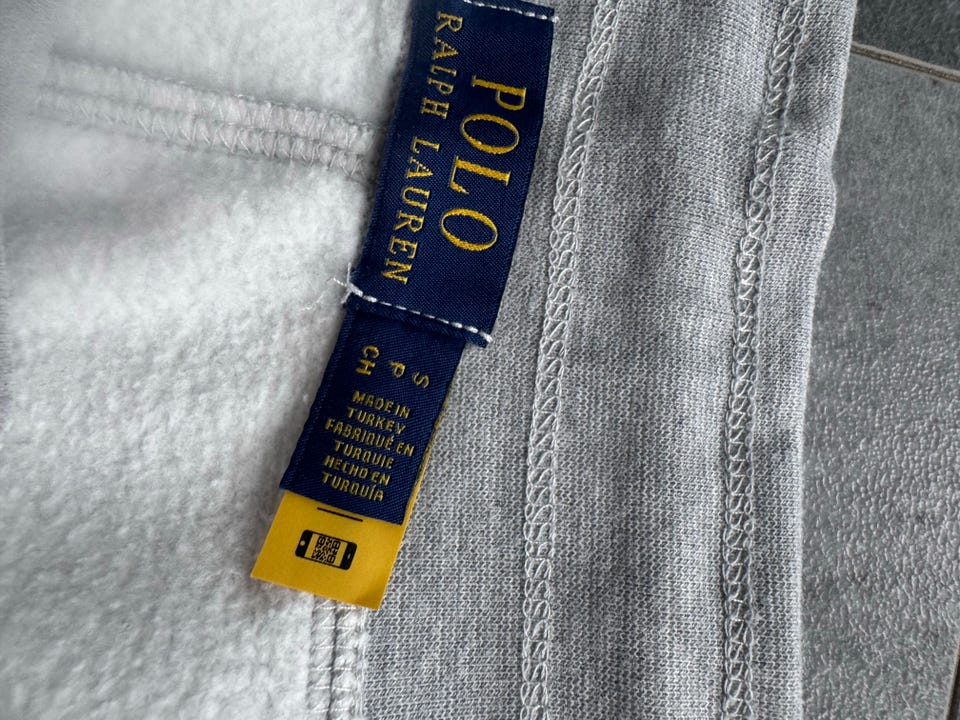 POLO
RALPH LAUREN
S
P
CH
MADE IN
TURKEY
FABRIQUÉ EN
TURQUIE
HECHO EN
TURQUÍA